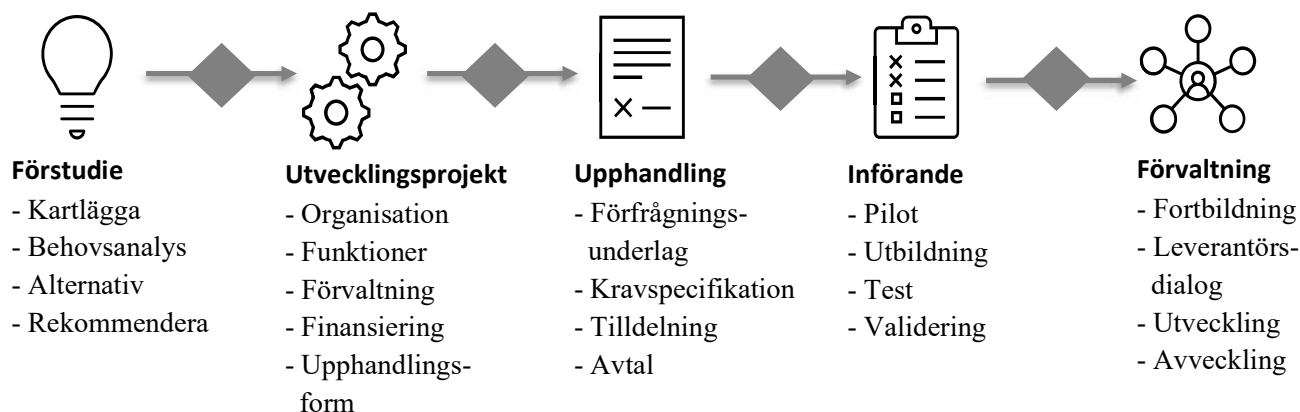 Förstudie
- Kartlägga
- Behovsanalys
- Alternativ
- Rekommendera
Utvecklingsprojekt
- Organisation
- Funktioner
- Förvaltning
- Finansiering
- Upphandlings-
form
Upphandling
- Förfrågnings-
underlag
- Kravspecifikation
- Tilldelning
- Avtal
Införande
- Pilot
- Utbildning
- Test
- Validering
Förvaltning
- Fortbildning
- Leverantörs-
dialog
- Utveckling
- Avveckling